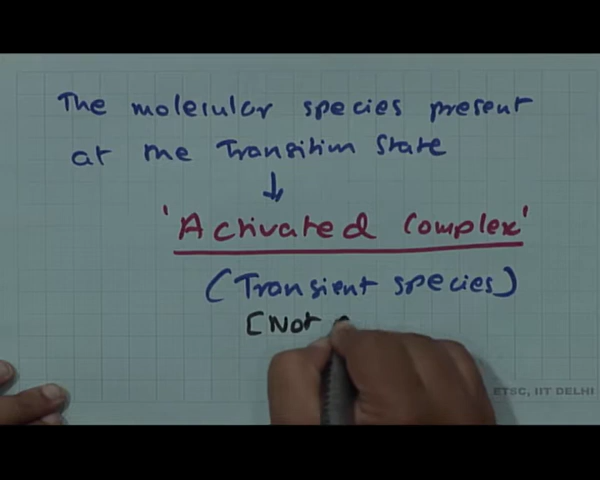 The molecular species present
at the Transition State
↓
'Activated Complex'
(Transient species)
[Not
ETSC, IIT DELHI